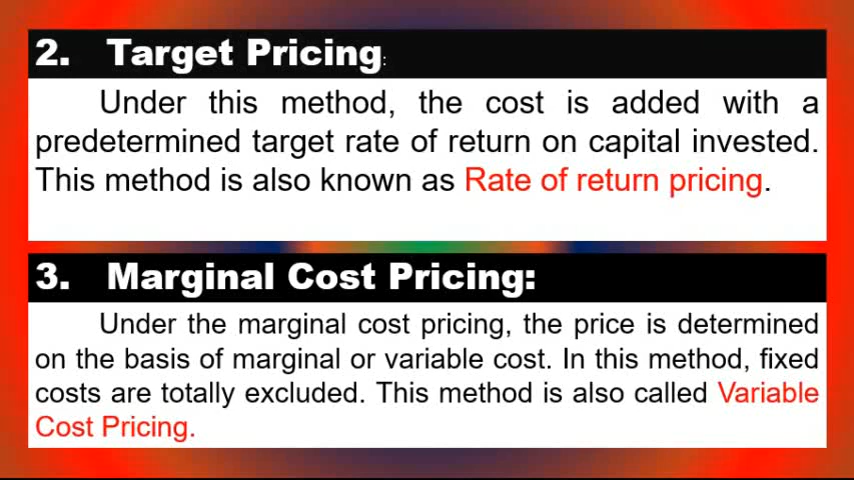 2. Target Pricing:
Under this method, the cost is added with a
predetermined target rate of return on capital invested.
This method is also known as Rate of return pricing.
3. Marginal Cost Pricing:
Under the marginal cost pricing, the price is determined
on the basis of marginal or variable cost. In this method, fixed
costs are totally excluded. This method is also called Variable
Cost Pricing.